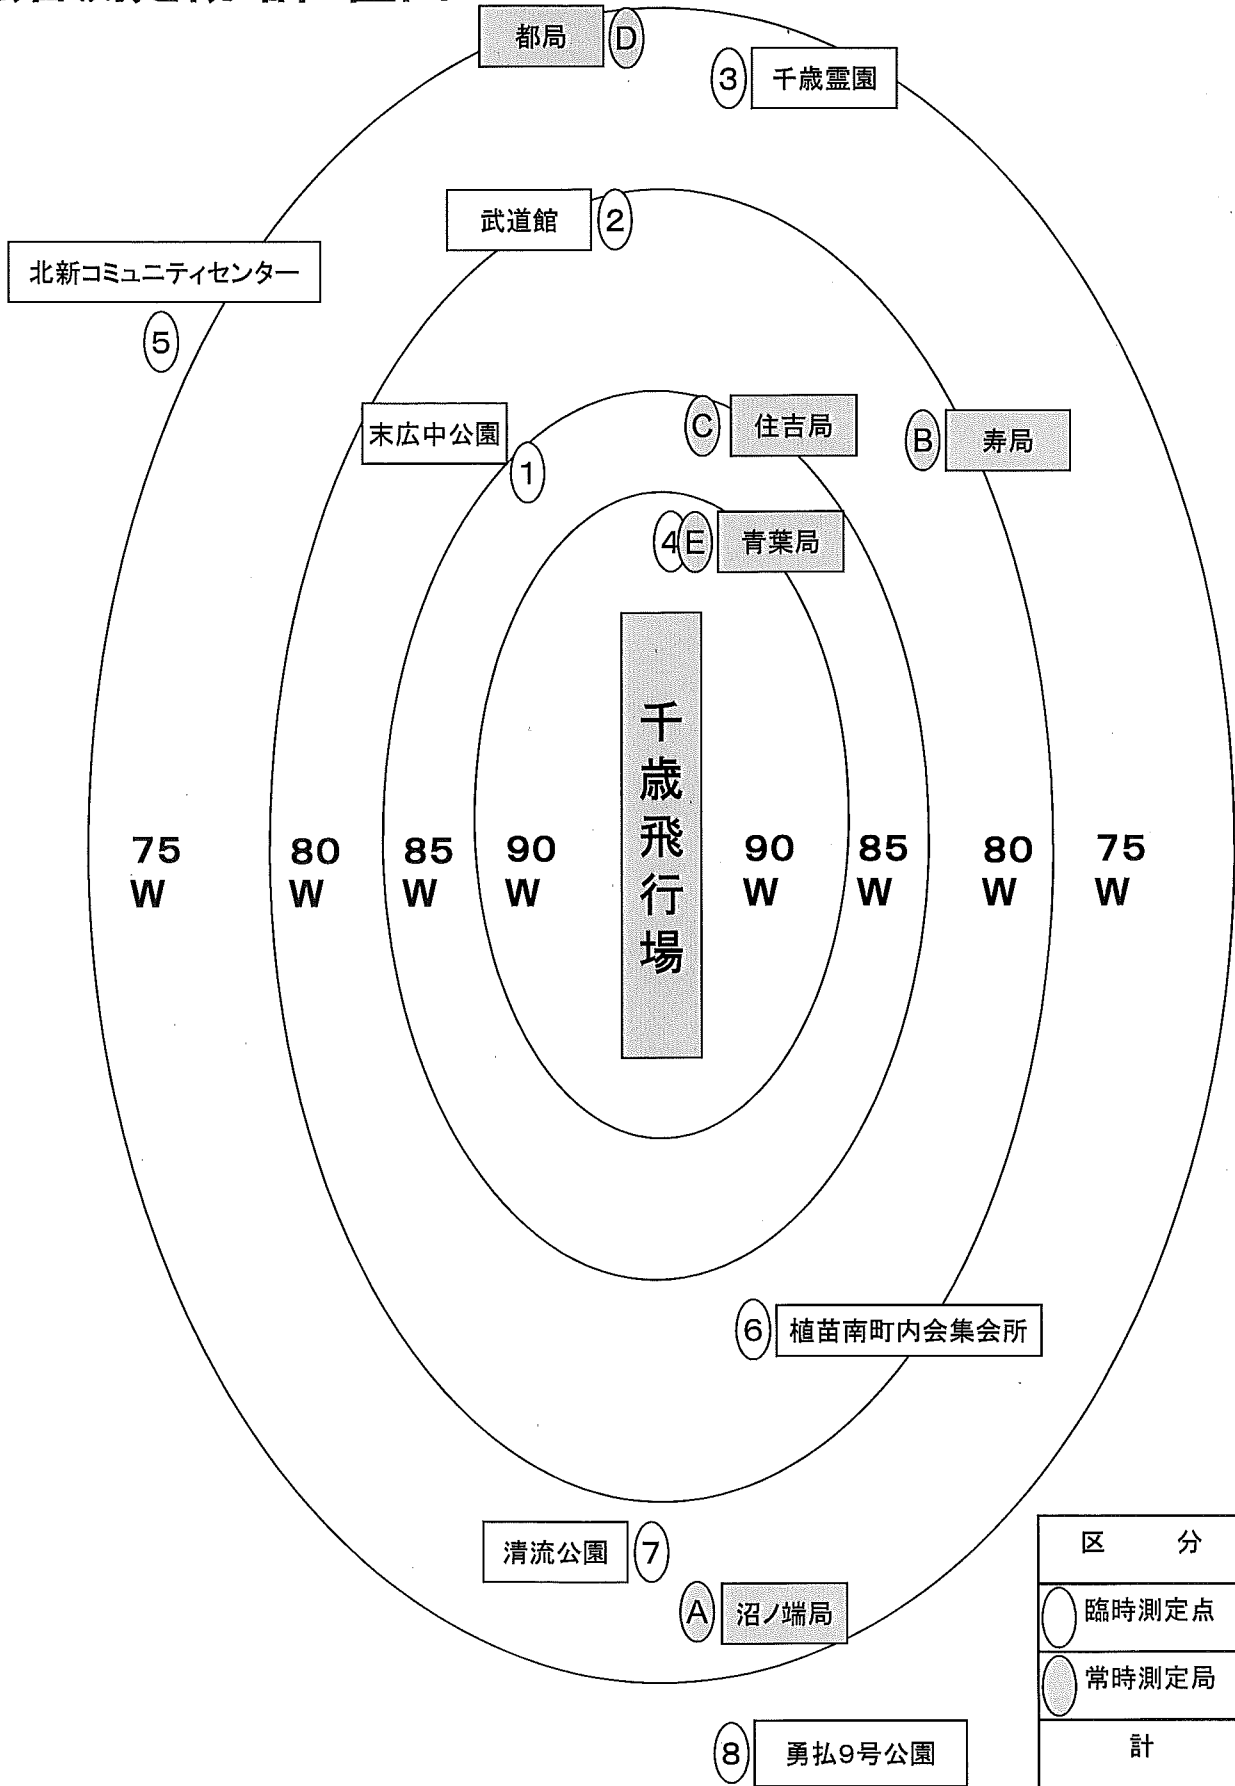 都局 D
3 千歳霊園
武道館 2
北新コミュニティセンター
5
末広中公園
1
C 住吉局
B 寿局
4 E 青葉局
千歳飛行場
75 W
80 W
85 W
90 W
90 W
85 W
80 W
75 W
6 植苗南町内会集会所
清流公園 7
A 沼ノ端局
8 勇払9号公園
区 分
臨時測定点
常時測定局
計